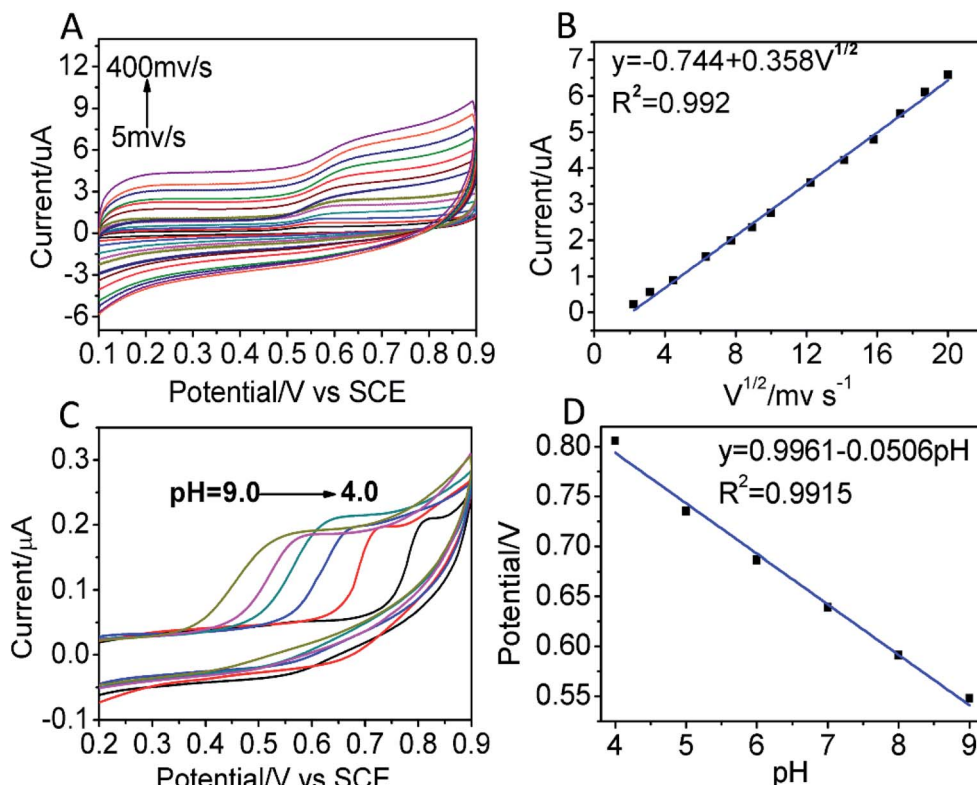 A
400mv/s
5mv/s
Current/uA
12
9
6
3
0
-3
-6
0.1 0.2 0.3 0.4 0.5 0.6 0.7 0.8 0.9
Potential/V vs SCE
B
y=-0.744+0.358V^1/2
R²=0.992
Current/uA
7
6
5
4
3
2
1
0
0 4 8 12 16 20
V^1/2/mv s⁻¹
C
pH=9.0 4.0
Current/μA
0.3
0.2
0.1
0.0
-0.1
0.2 0.3 0.4 0.5 0.6 0.7 0.8 0.9
Potential/V vs SCE
D
y=0.9961-0.0506pH
R²=0.9915
Potential/V
0.80
0.75
0.70
0.65
0.60
0.55
4 5 6 7 8 9
pH